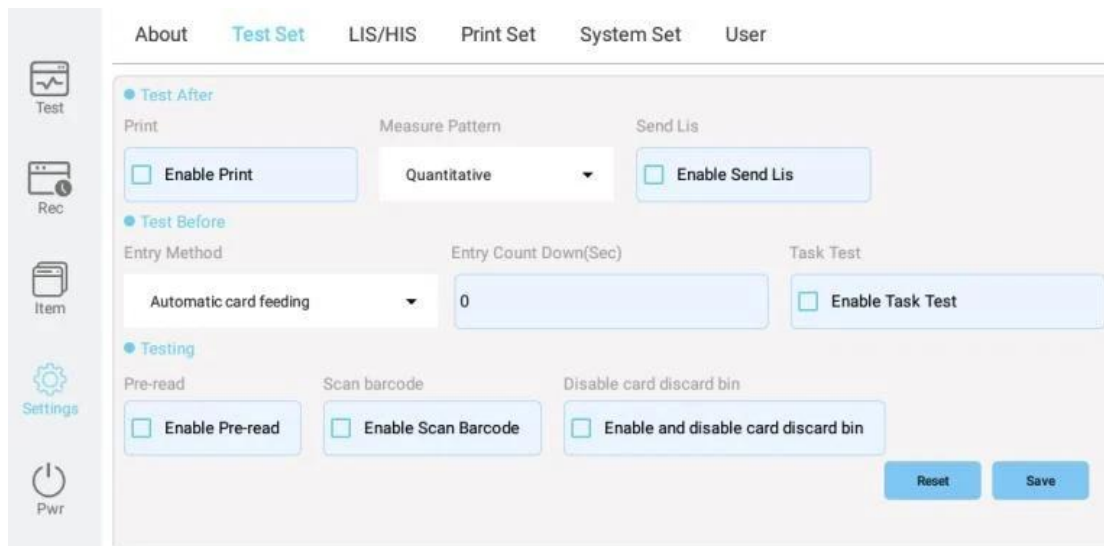 About Test Set LIS/HIS Print Set System Set User
Test
Rec
Item
Settings
Pwr
Test After
Print Measure Pattern Send Lis
Enable Print Quantitative Enable Send Lis
Test Before
Entry Method Entry Count Down(Sec) Task Test
Automatic card feeding 0 Enable Task Test
Testing
Pre-read Scan barcode Disable card discard bin
Enable Pre-read Enable Scan Barcode Enable and disable card discard bin
Reset Save